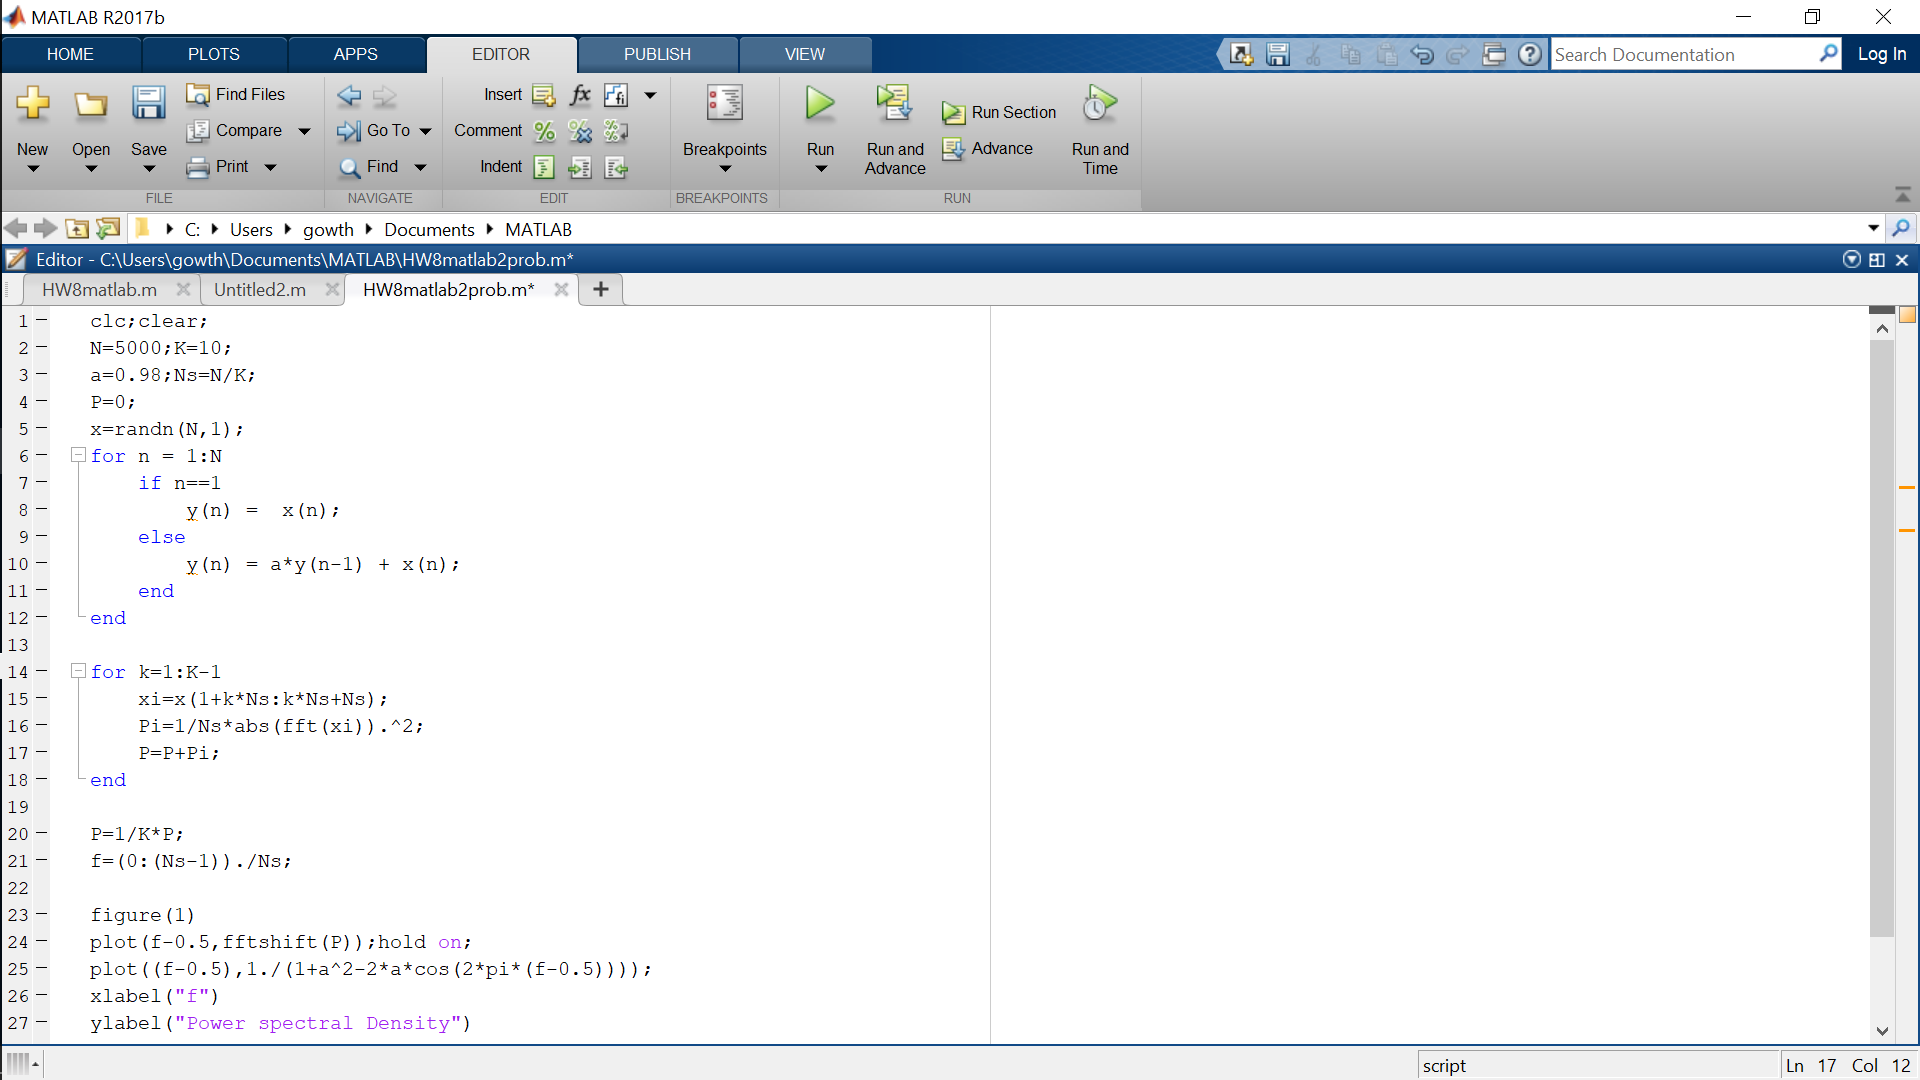 MATLAB R2017b
HOME PLOTS APPS EDITOR PUBLISH VIEW Search Documentation Log In
New Open Save Find Files Compare Print
FILE
Go To Find
NAVIGATE
Insert fx fi
Comment % % %
Indent
EDIT
Breakpoints
BREAKPOINTS
Run Run and Advance Run Section Advance Run and Time
RUN
C: Users gowth Documents MATLAB
Editor - C:\Users\gowth\Documents\MATLAB\HW8matlab2prob.m*
HW8matlab.m Untitled2.m HW8matlab2prob.m* +
1 clc;clear;
2 N=5000;K=10;
3 a=0.98;Ns=N/K;
4 P=0;
5 x=randn(N,1);
6 for n = 1:N
7 if n==1
8 y(n) =  x(n);
9 else
10 y(n) = a*y(n-1) + x(n);
11 end
12 end
13
14 for k=1:K-1
15 xi=x(1+k*Ns:k*Ns+Ns);
16 Pi=1/Ns*abs(fft(xi)).^2;
17 P=P+Pi;
18 end
19
20 P=1/K*P;
21 f=(0:(Ns-1))./Ns;
22
23 figure(1)
24 plot(f-0.5,fftshift(P));hold on;
25 plot((f-0.5),1./(1+a^2-2*a*cos(2*pi*(f-0.5))));
26 xlabel("f")
27 ylabel("Power spectral Density")
script Ln 17 Col 12